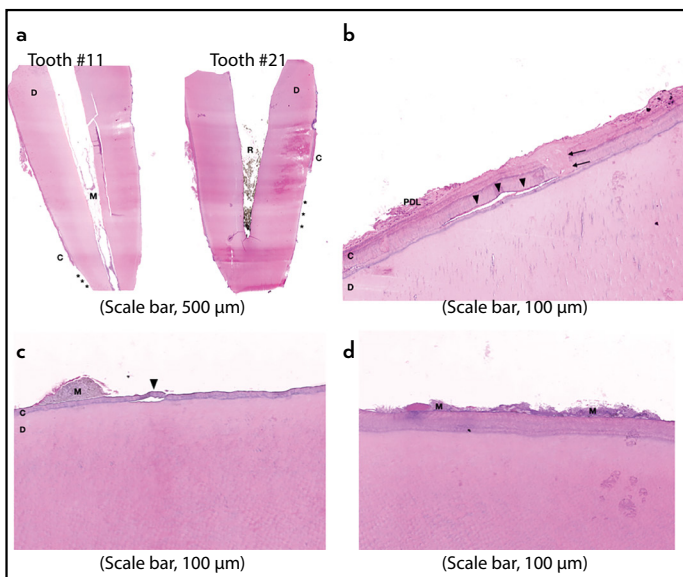 a
Tooth #11 Tooth #21
D D
R
C
M
C
(Scale bar, 500 μm)
b
PDL
C
D
(Scale bar, 100 μm)
c
M
C
D
(Scale bar, 100 μm)
d
M M
(Scale bar, 100 μm)